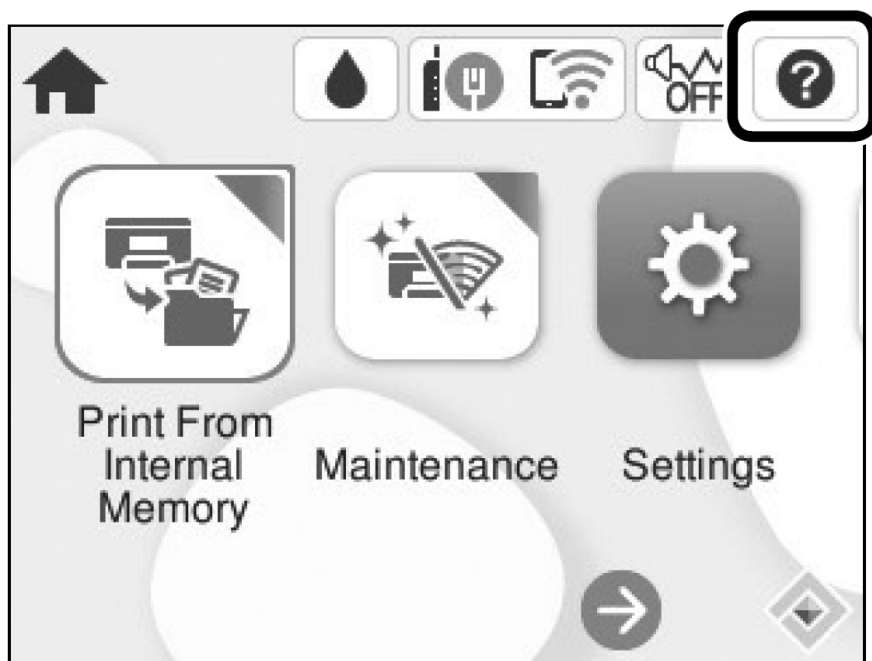 OFF
?
Print From
Internal
Memory
Maintenance
Settings